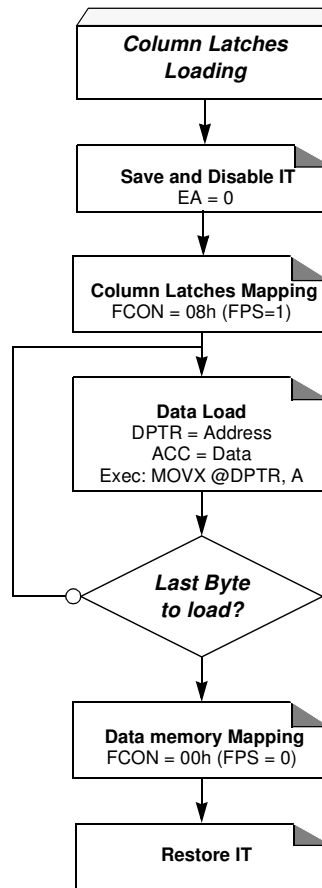 Column Latches
Loading
Save and Disable IT
EA = 0
Column Latches Mapping
FCON = 08h (FPS=1)
Data Load
DPTR = Address
ACC = Data
Exec: MOVX @DPTR, A
Last Byte
to load?
Data memory Mapping
FCON = 00h (FPS = 0)
Restore IT